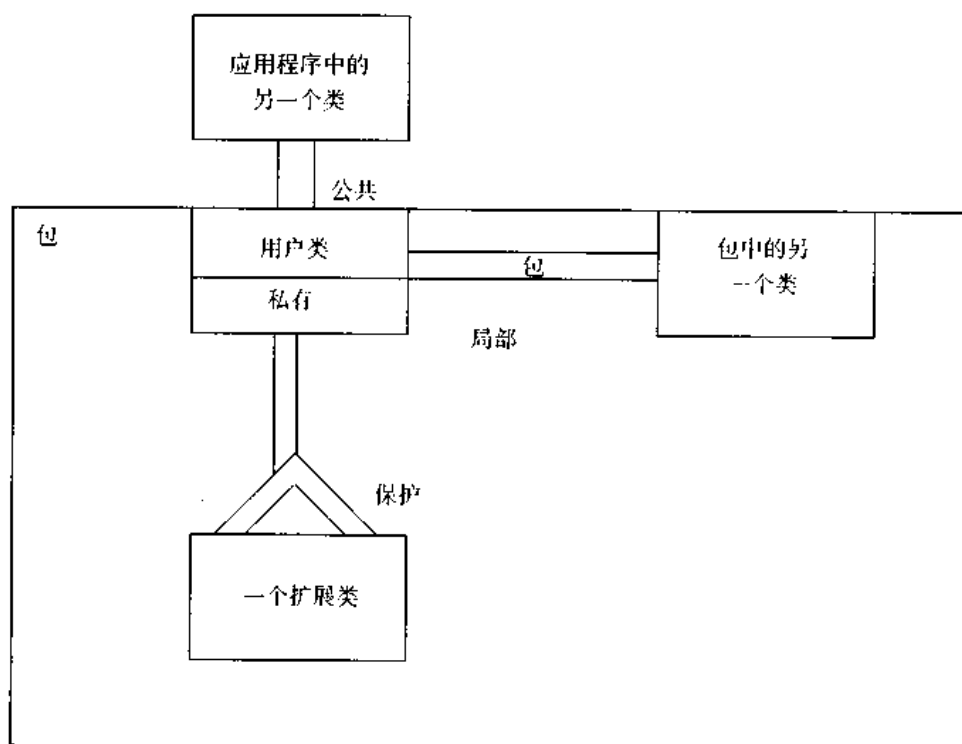 应用程序中的
另一个类
公共
包
用户类
包
包中的另
一个类
私有
局部
保护
一个扩展类